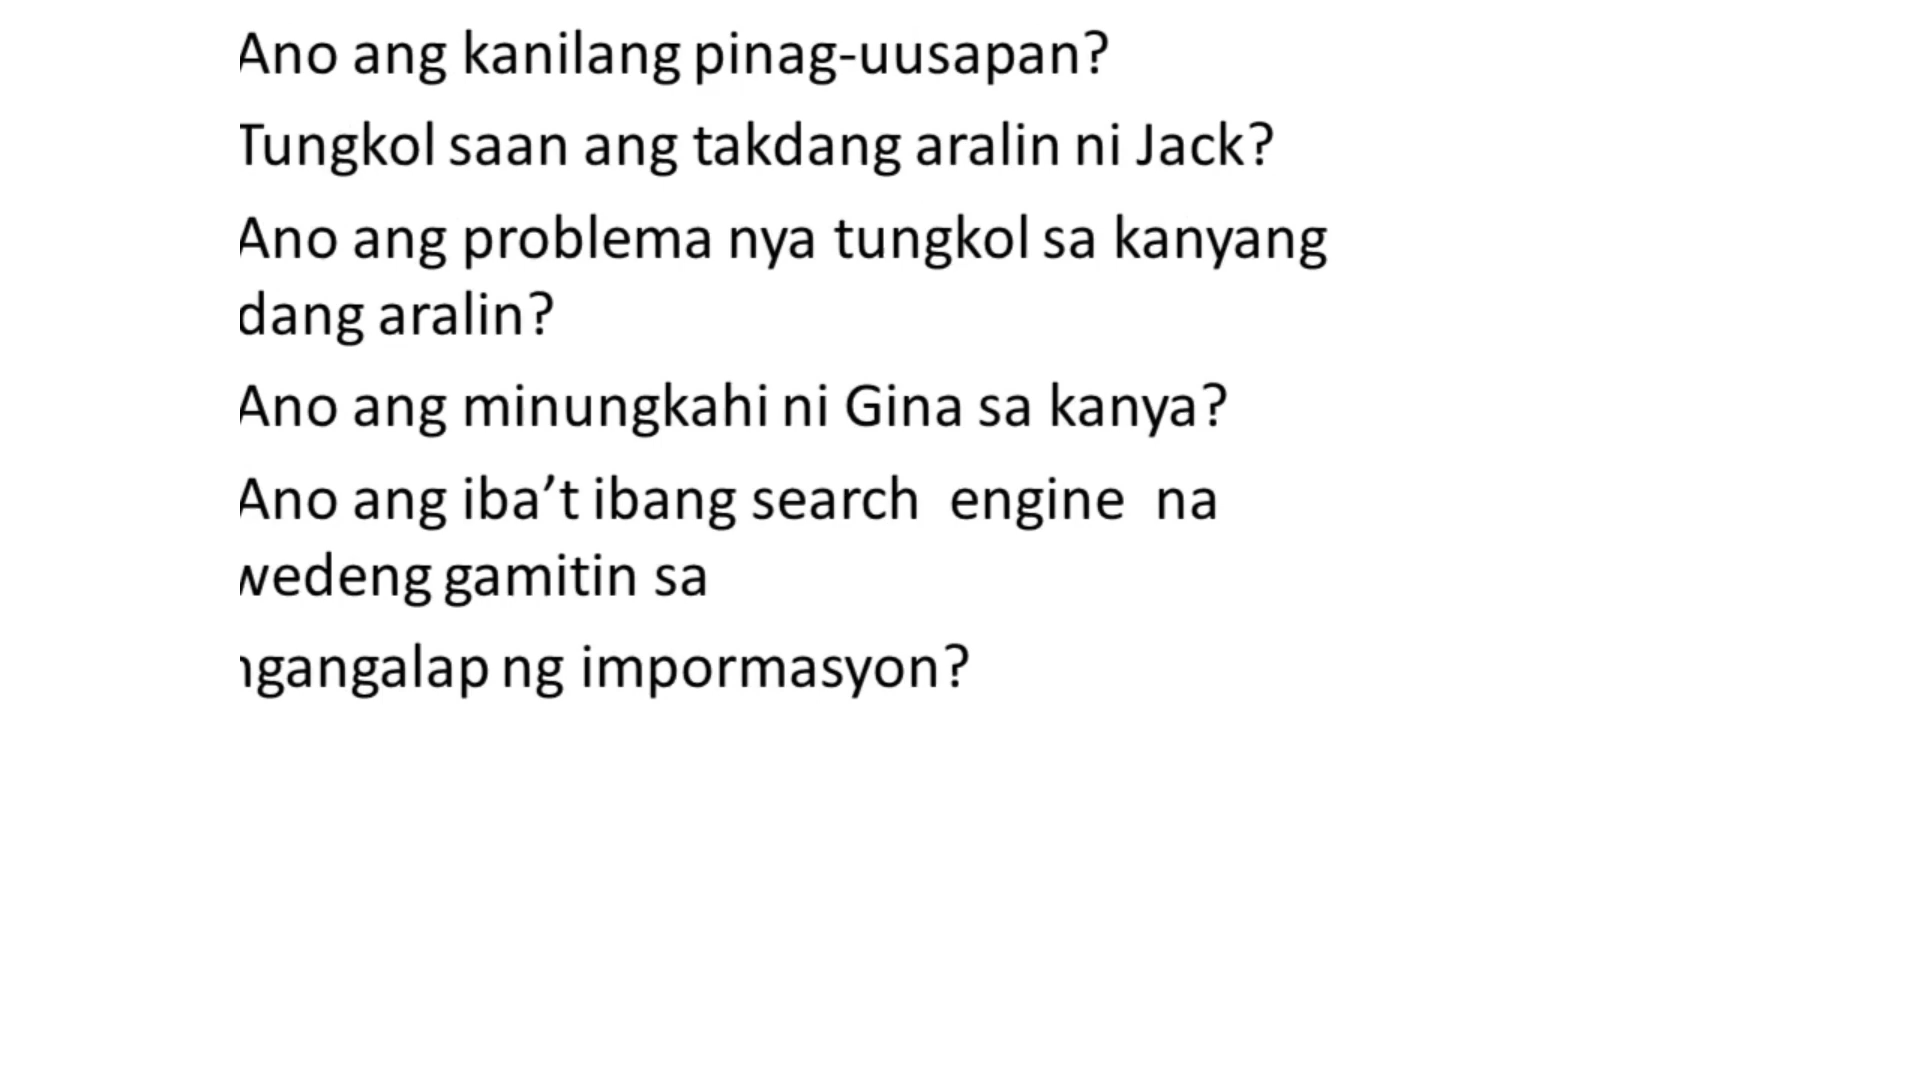 Ano ang kanilang pinag-uusapan?
Tungkol saan ang takdang aralin ni Jack?
Ano ang problema nya tungkol sa kanyang
dang aralin?
Ano ang minungkahi ni Gina sa kanya?
Ano ang iba’t ibang search engine na
wedeng gamitin sa
ngangalap ng impormasyon?